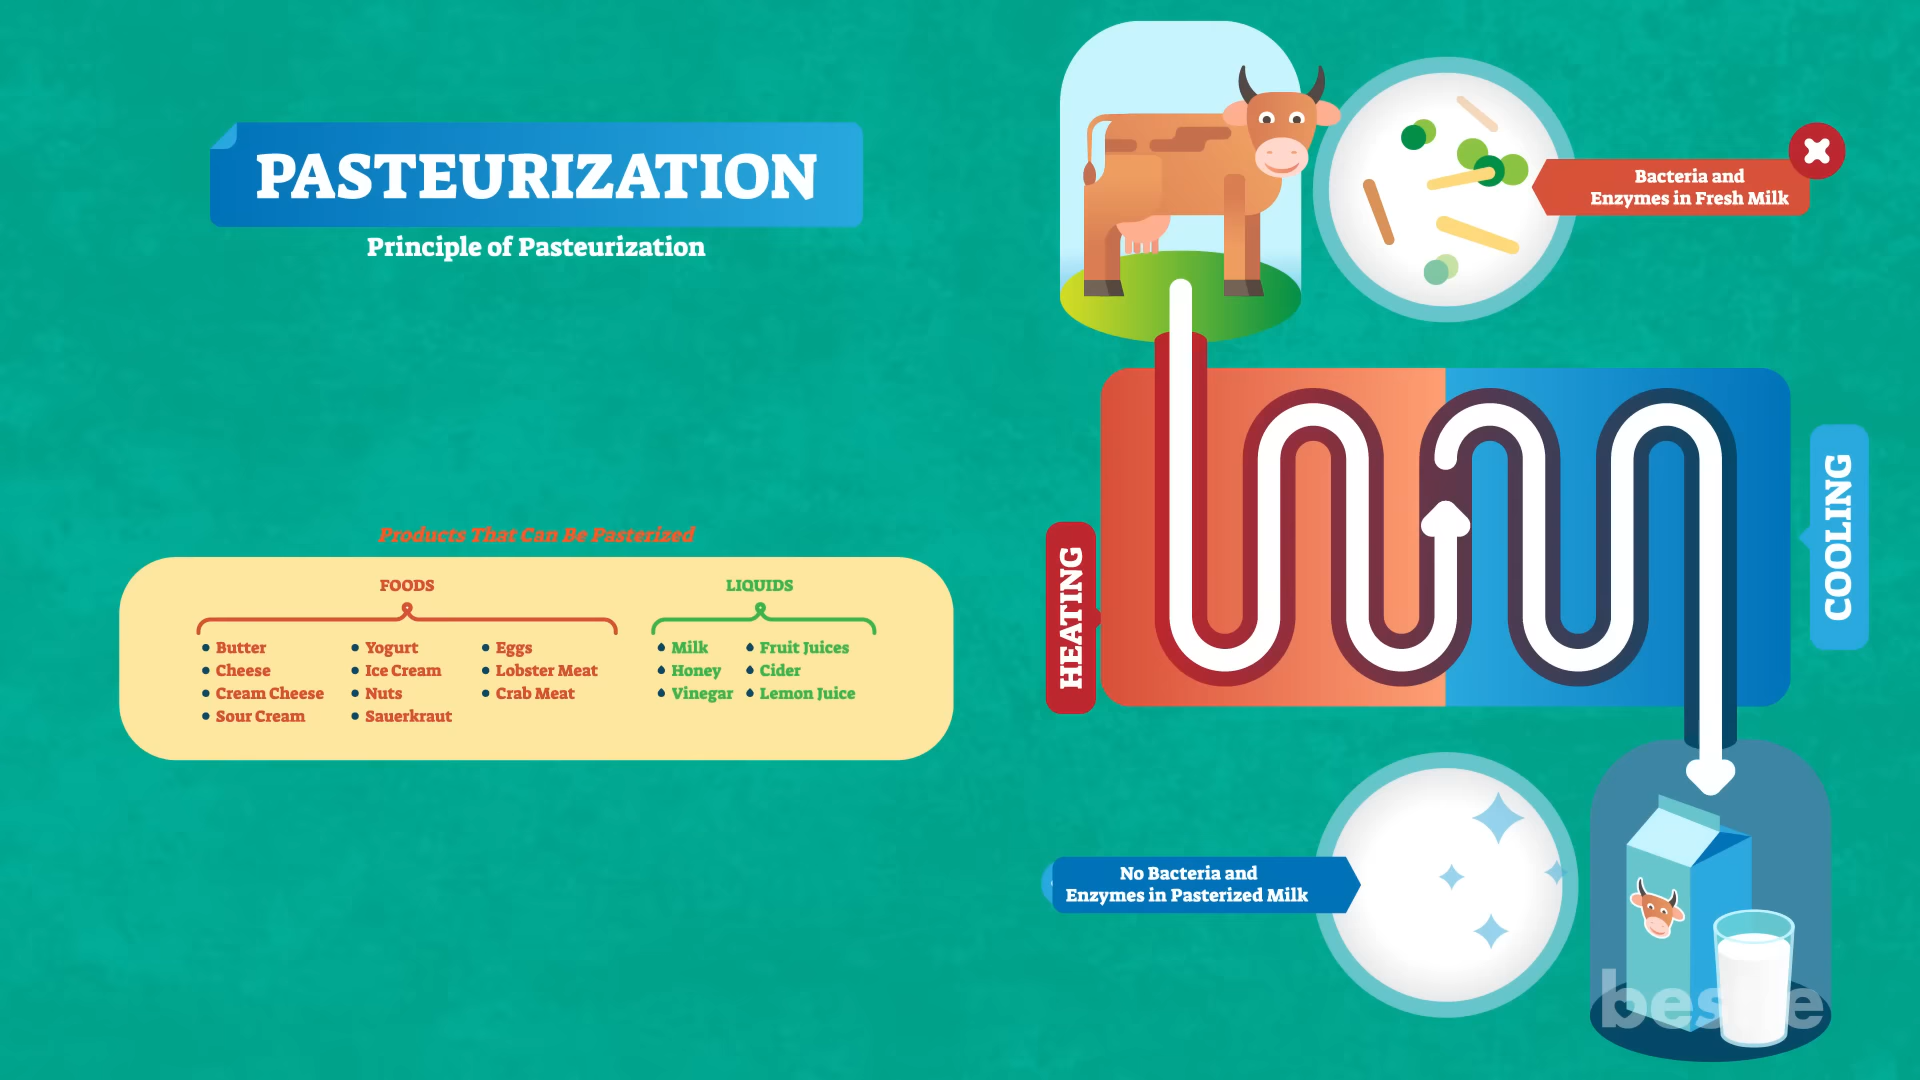 PASTEURIZATION
Principle of Pasteurization
Products That Can Be Pasterized
FOODS
Butter
Cheese
Cream Cheese
Sour Cream
Yogurt
Ice Cream
Nuts
Sauerkraut
Eggs
Lobster Meat
Crab Meat
LIQUIDS
Milk
Honey
Vinegar
Fruit Juices
Cider
Lemon Juice
Bacteria and
Enzymes in Fresh Milk
HEATING
COOLING
No Bacteria and
Enzymes in Pasterized Milk